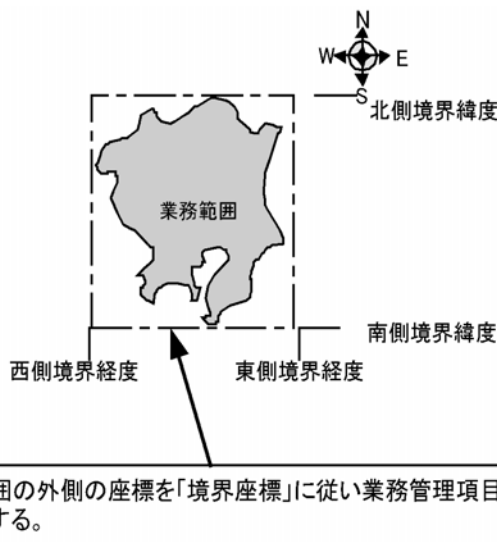 N
W E
S
北側境界緯度
業務範囲
南側境界緯度
西側境界経度 東側境界経度
囲の外側の座標を「境界座標」に従い業務管理項目
する。